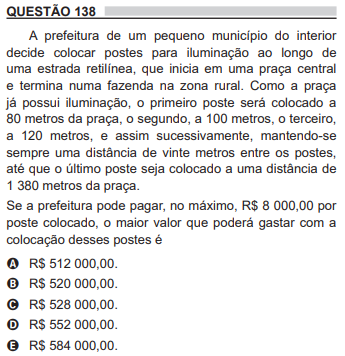 QUESTÃO 138
A prefeitura de um pequeno município do interior
decide colocar postes para iluminação ao longo de
uma estrada retilínea, que inicia em uma praça central
e termina numa fazenda na zona rural. Como a praça
já possui iluminação, o primeiro poste será colocado a
80 metros da praça, o segundo, a 100 metros, o terceiro,
a 120 metros, e assim sucessivamente, mantendo-se
sempre uma distância de vinte metros entre os postes,
até que o último poste seja colocado a uma distância de
1 380 metros da praça.
Se a prefeitura pode pagar, no máximo, R$ 8 000,00 por
poste colocado, o maior valor que poderá gastar com a
colocação desses postes é
A R$ 512 000,00.
B R$ 520 000,00.
C R$ 528 000,00.
D R$ 552 000,00.
E R$ 584 000,00.